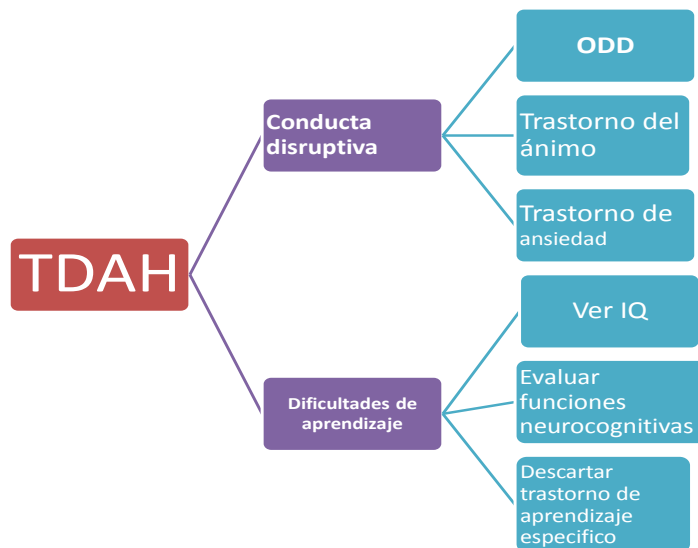 TDAH
Conducta
disruptiva
ODD
Trastorno del
ánimo
Trastorno de
ansiedad
Dificultades de
aprendizaje
Ver IQ
Evaluar
funciones
neurocognitivas
Descartar
trastorno de
aprendizaje
especifico